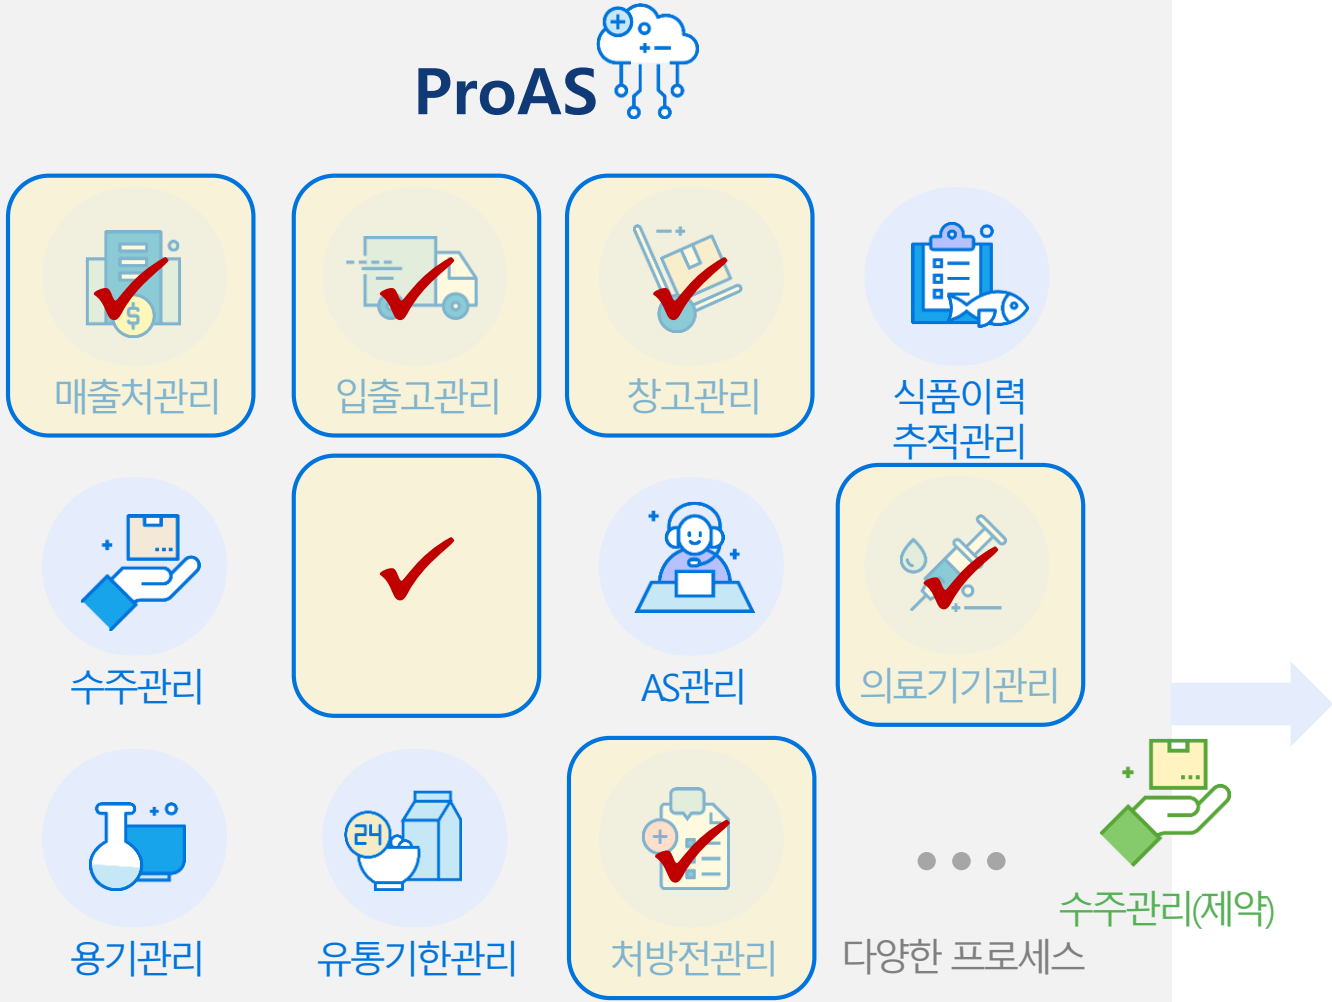 ProAS
매출처관리
입출고관리
창고관리
식품이력
추적관리
수주관리
AS관리
의료기기관리
24
용기관리
유통기한관리
처방전관리
다양한 프로세스
수주관리(제약)